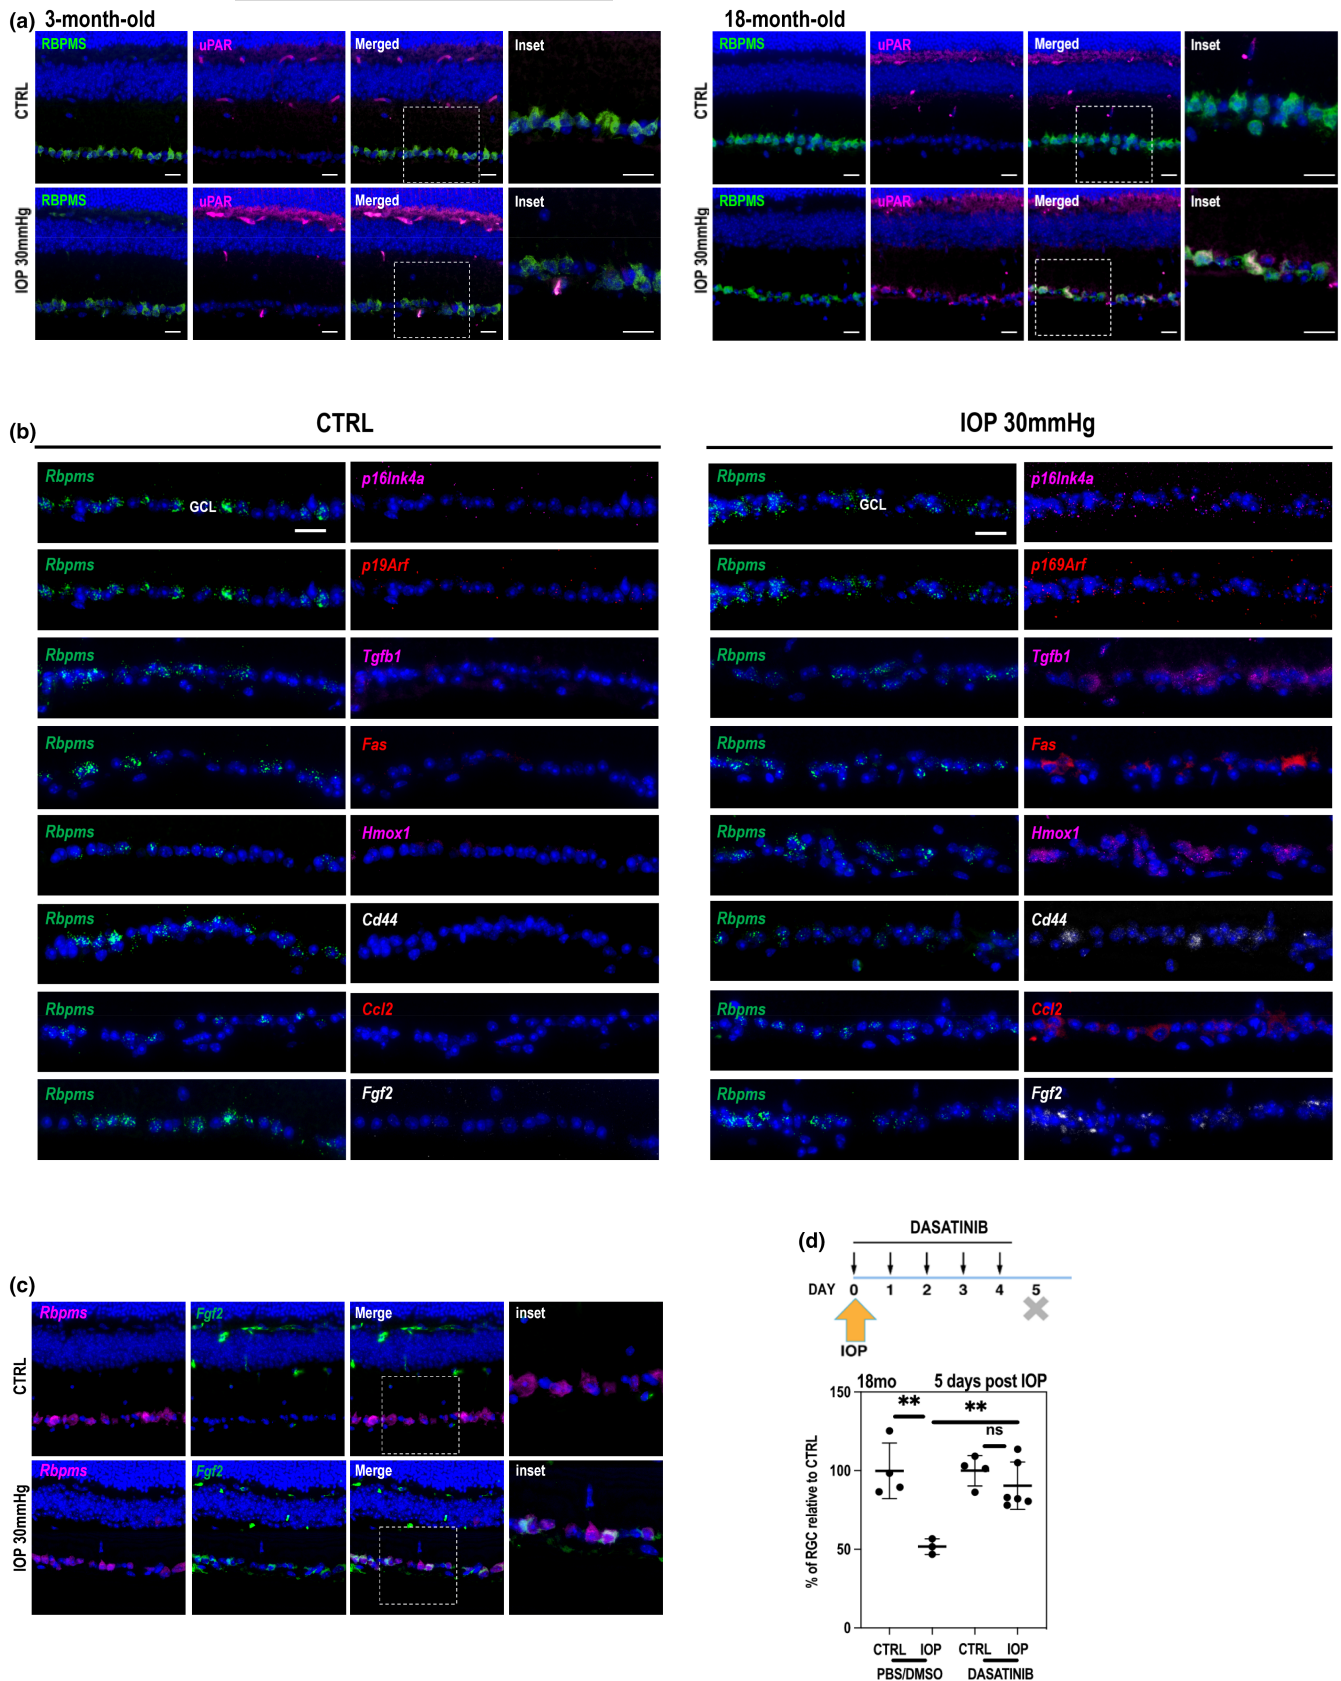 (a) 3-month-old 18-month-old
RBPMS uPAR Merged Inset RBPMS uPAR Merged Inset
CTRL CTRL
RBPMS uPAR Merged Inset RBPMS uPAR Merged Inset
IOP 30mmHg IOP 30mmHg
(b) CTRL IOP 30mmHg
Rbpms GCL p16Ink4a Rbpms GCL p16Ink4a
Rbpms p19Arf Rbpms p169Arf
Rbpms Tgfb1 Rbpms Tgfb1
Rbpms Fas Rbpms Fas
Rbpms Hmox1 Rbpms Hmox1
Rbpms Cd44 Rbpms Cd44
Rbpms Ccl2 Rbpms Ccl2
Rbpms Fgf2 Rbpms Fgf2
(c)
Rbpms Fgf2 Merge inset
CTRL
Rbpms Fgf2 Merge inset
IOP 30mmHg
(d) DASATINIB
DAY 0 1 2 3 4 5
IOP
18mo 5 days post IOP
% of RGC relative to CTRL
150
100
50
0
** **
ns
CTRL IOP CTRL IOP
PBS/DMSO DASATINIB